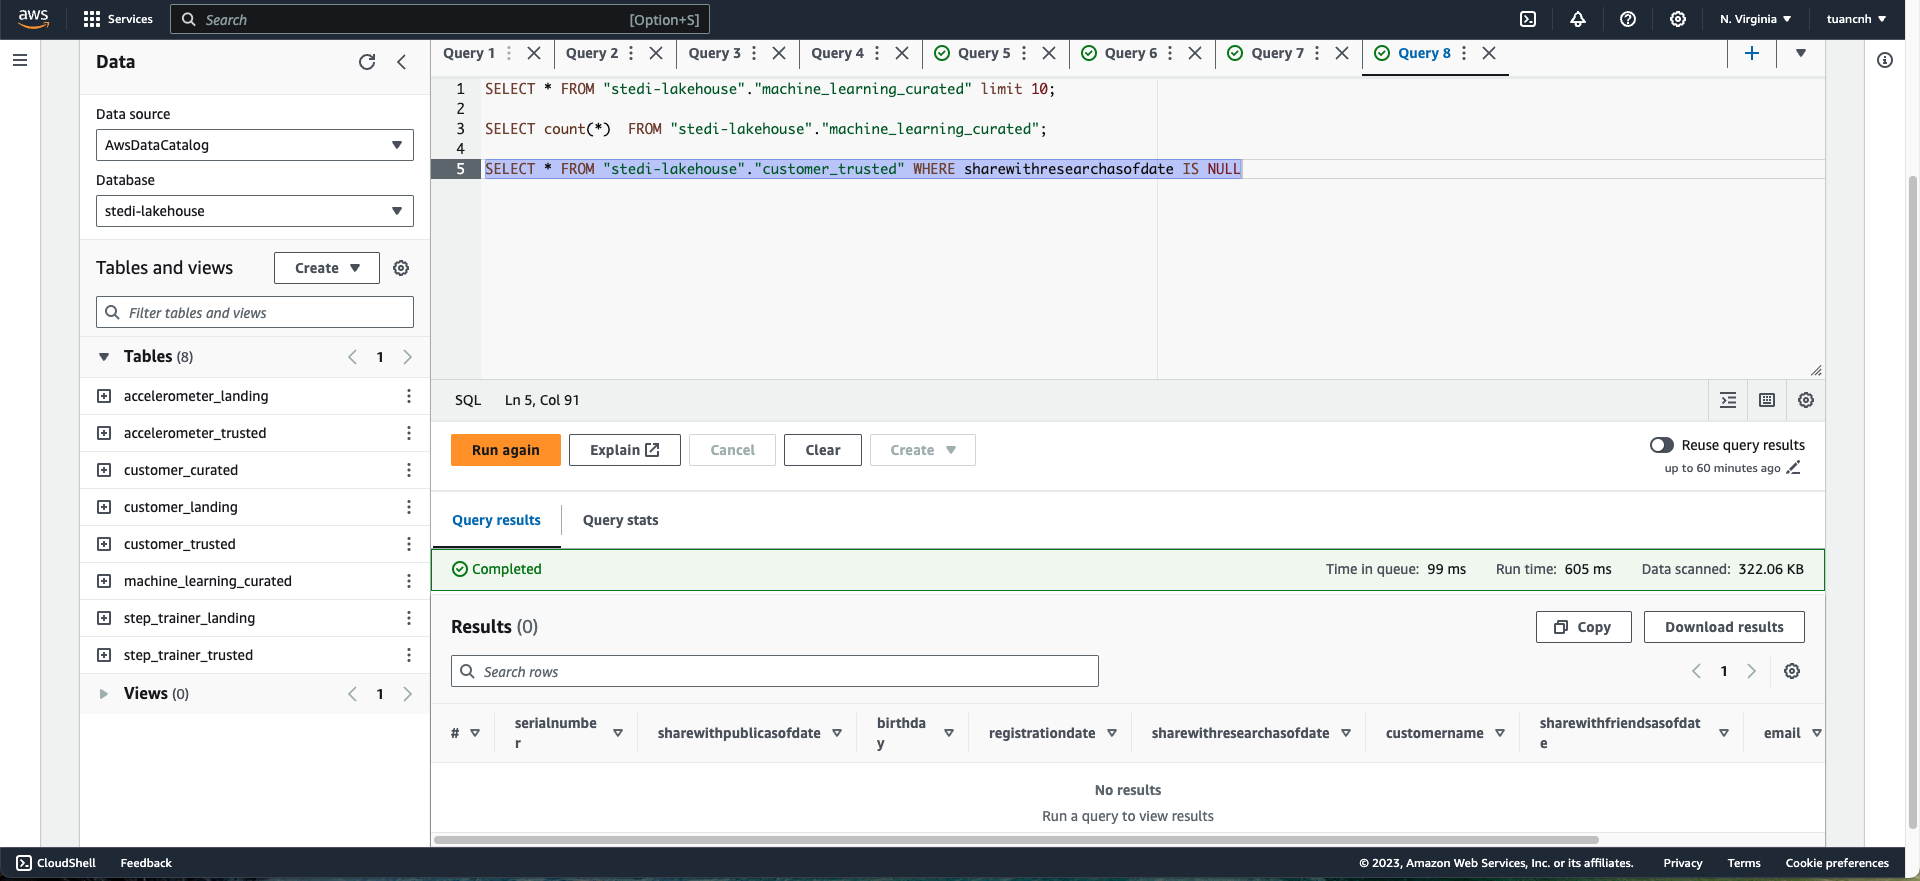 aws
Services
Search
[Option+S]
N. Virginia
tuancnh
Data
Data source
AwsDataCatalog
Database
stedi-lakehouse
Tables and views
Create
Filter tables and views
Tables (8)
1
accelerometer_landing
accelerometer_trusted
customer_curated
customer_landing
customer_trusted
machine_learning_curated
step_trainer_landing
step_trainer_trusted
Views (0)
1
Query 1
Query 2
Query 3
Query 4
Query 5
Query 6
Query 7
Query 8
1 SELECT * FROM "stedi-lakehouse"."machine_learning_curated" limit 10;
2
3 SELECT count(*)  FROM "stedi-lakehouse"."machine_learning_curated";
4
5 SELECT * FROM "stedi-lakehouse"."customer_trusted" WHERE sharewithresearchasofdate IS NULL
SQL
Ln 5, Col 91
Run again
Explain
Cancel
Clear
Create
Reuse query results
up to 60 minutes ago
Query results
Query stats
Completed
Time in queue: 99 ms
Run time: 605 ms
Data scanned: 322.06 KB
Results (0)
Copy
Download results
Search rows
1
#
serialnumbe
r
sharewithpublicasofdate
birthda
y
registrationdate
sharewithresearchasofdate
customername
sharewithfriendsasofdat
e
email
No results
Run a query to view results
CloudShell
Feedback
© 2023, Amazon Web Services, Inc. or its affiliates.
Privacy
Terms
Cookie preferences